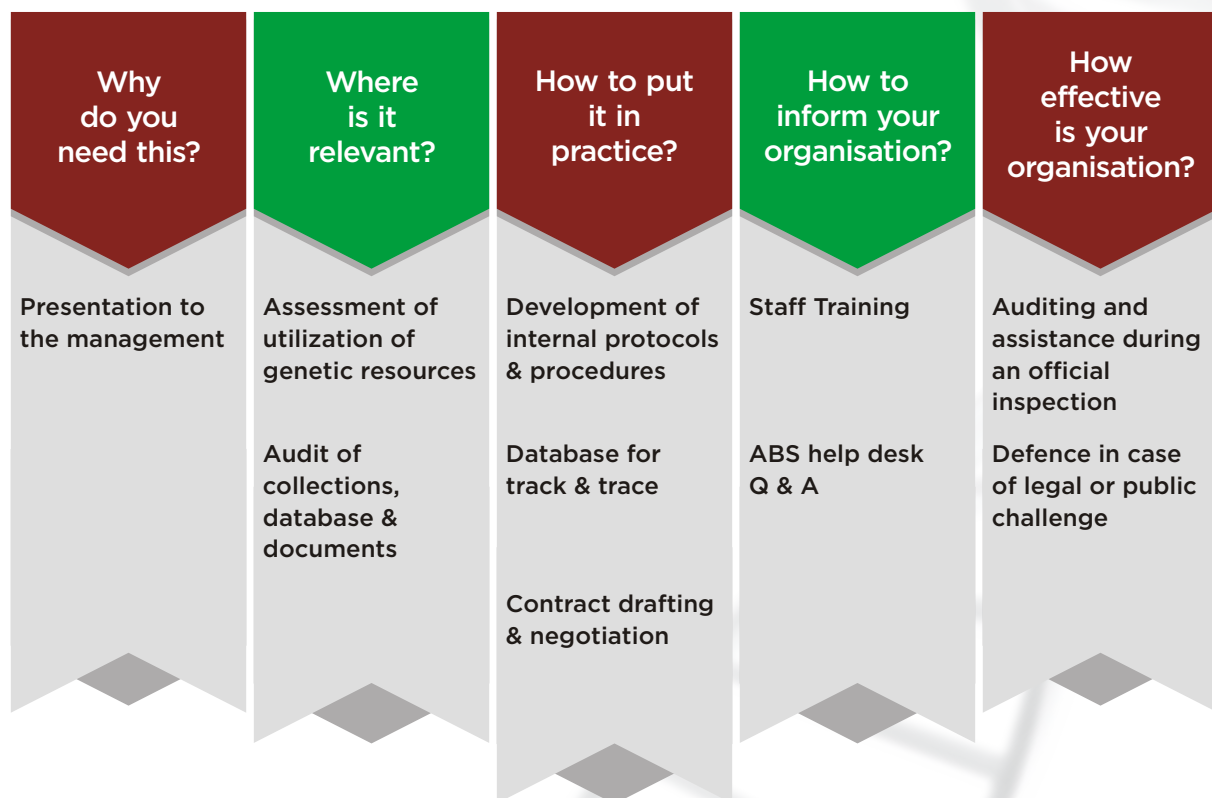 Why
do you
need this?
Where
is it
relevant?
How to put
it in
practice?
How to
inform your
organisation?
How
effective
is your
organisation?
Presentation to
the management
Assessment of
utilization of
genetic resources
Audit of
collections,
database &
documents
Development of
internal protocols
& procedures
Database for
track & trace
Contract drafting
& negotiation
Staff Training
ABS help desk
Q & A
Auditing and
assistance during
an official
inspection
Defence in case
of legal or public
challenge